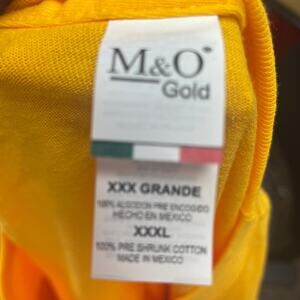 M&O
Gold
XXX GRANDE
100% ALGODON PRE ENCOGIDO
HECHO EN MEXICO
XXXL
100% PRE SHRUNK COTTON
MADE IN MEXICO